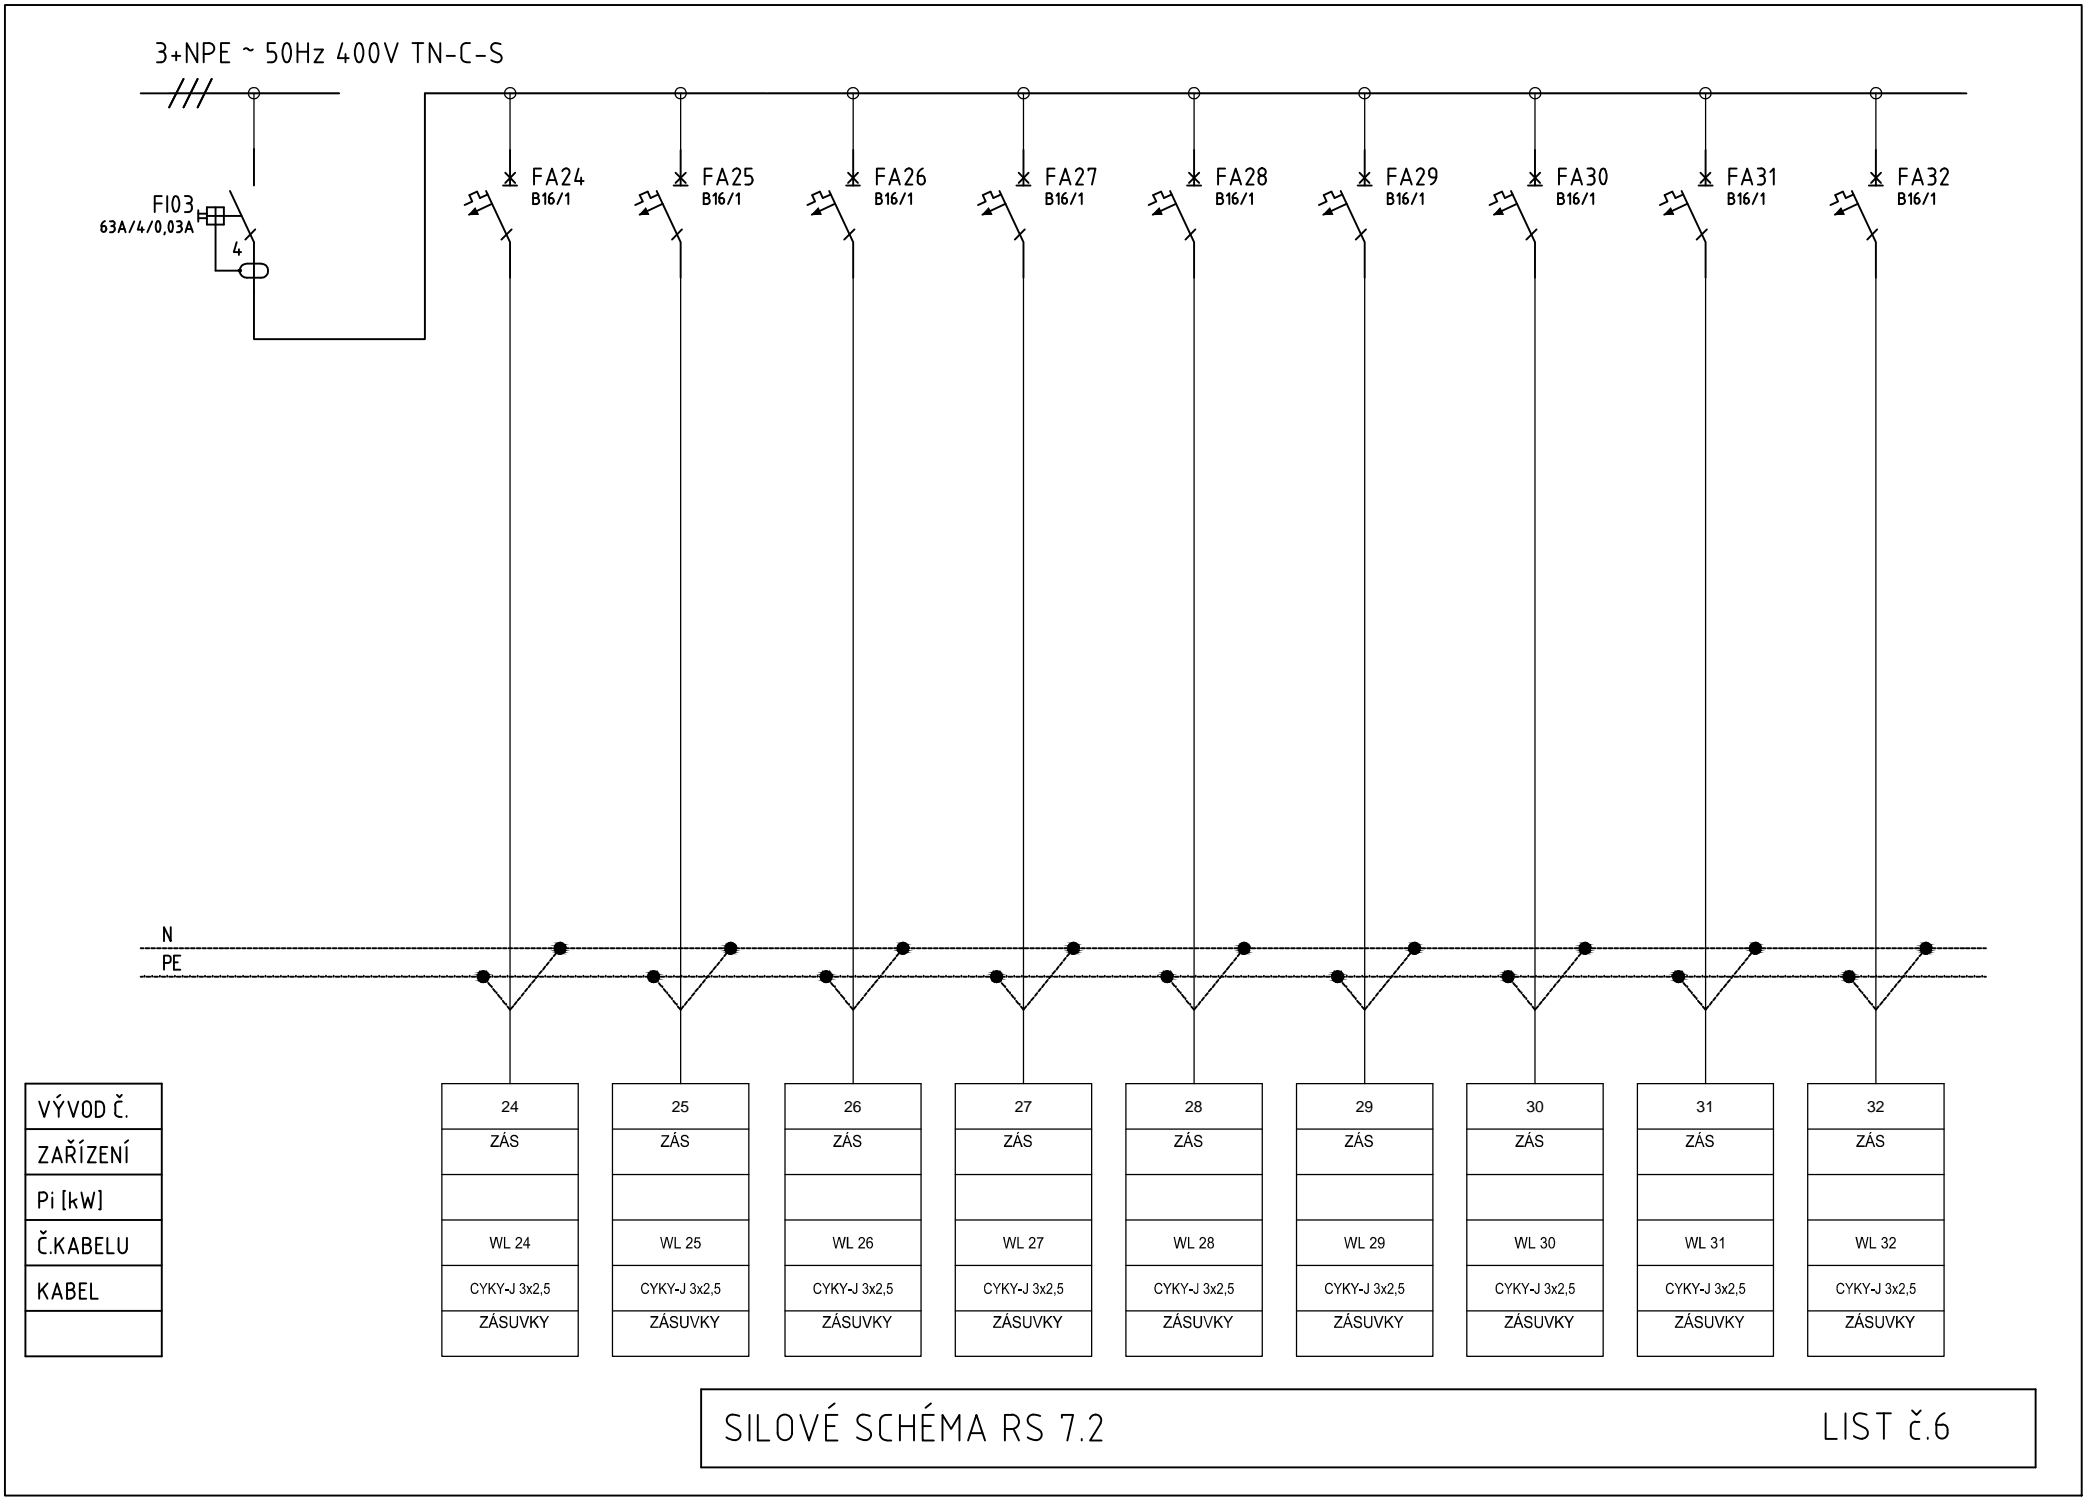 3+NPE ~ 50Hz 400V TN-C-S
FI03
63A/4/0,03A
4
FA24
B16/1
FA25
B16/1
FA26
B16/1
FA27
B16/1
FA28
B16/1
FA29
B16/1
FA30
B16/1
FA31
B16/1
FA32
B16/1
N
PE
VÝVOD Č. 24 25 26 27 28 29 30 31 32
ZAŘÍZENÍ ZÁS ZÁS ZÁS ZÁS ZÁS ZÁS ZÁS ZÁS ZÁS
Pi [kW]
Č.KABELU WL 24 WL 25 WL 26 WL 27 WL 28 WL 29 WL 30 WL 31 WL 32
KABEL CYKY-J 3x2,5 CYKY-J 3x2,5 CYKY-J 3x2,5 CYKY-J 3x2,5 CYKY-J 3x2,5 CYKY-J 3x2,5 CYKY-J 3x2,5 CYKY-J 3x2,5 CYKY-J 3x2,5
ZÁSUVKY ZÁSUVKY ZÁSUVKY ZÁSUVKY ZÁSUVKY ZÁSUVKY ZÁSUVKY ZÁSUVKY ZÁSUVKY
SILOVÉ SCHÉMA RS 7.2 LIST č.6